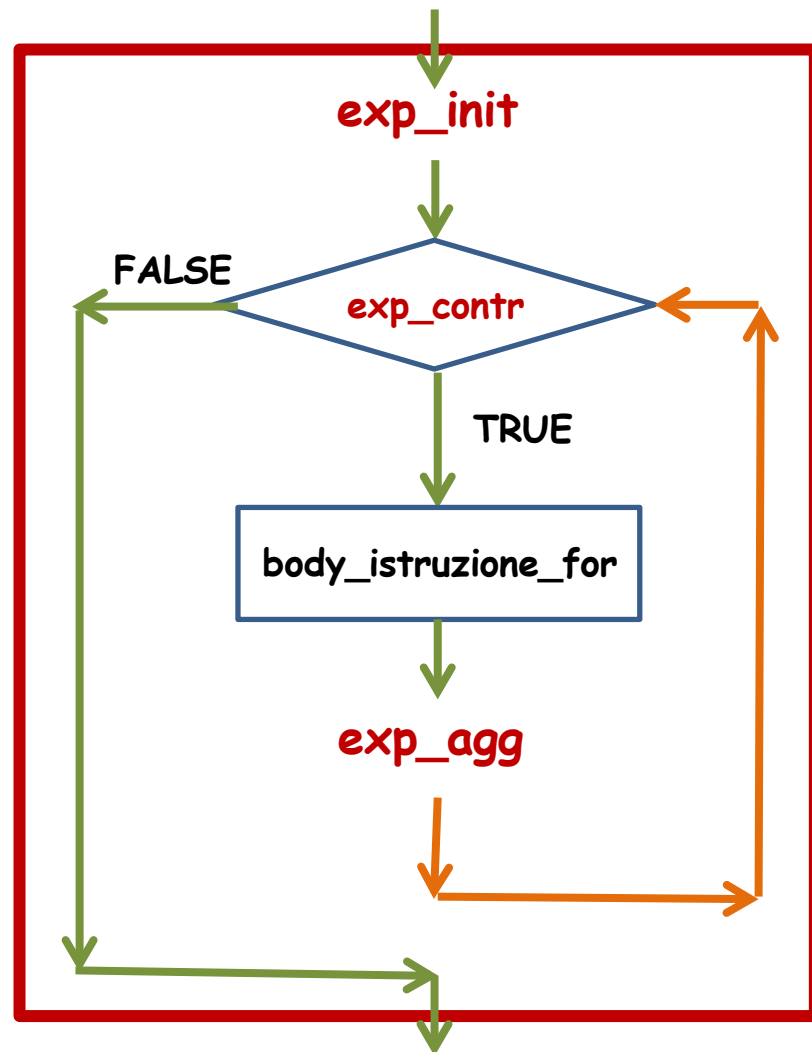 exp_init
FALSE
exp_contr
TRUE
body_istruzione_for
exp_agg